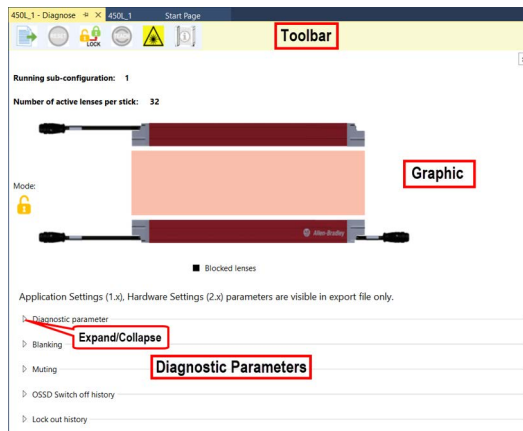 450L_1 - Diagnose
450L_1
Start Page
LOCK
Toolbar
Running sub-configuration: 1
Number of active lenses per stick: 32
Graphic
Mode:
Allen-Bradley
Blocked lenses
Application Settings (1.x), Hardware Settings (2.x) parameters are visible in export file only.
Diagnostic parameter
Expand/Collapse
Blanking
Muting
Diagnostic Parameters
OSSD Switch off history
Lock out history